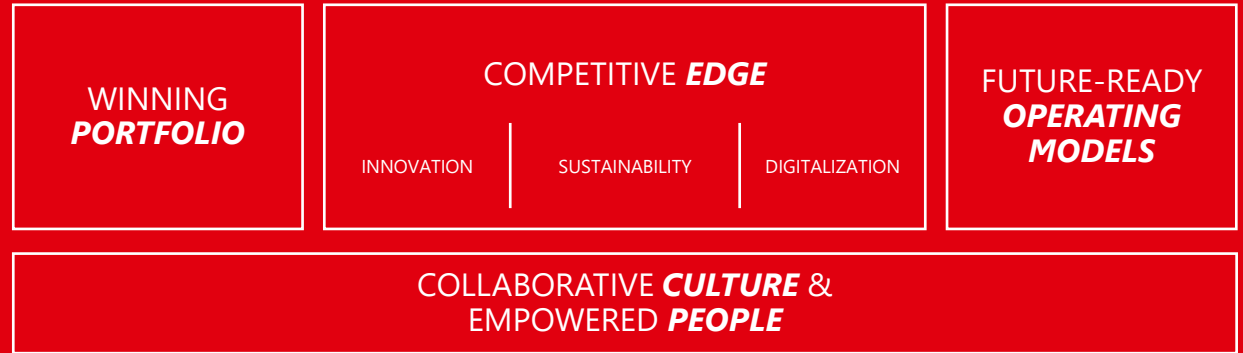 WINNING
PORTFOLIO
COMPETITIVE EDGE
INNOVATION
SUSTAINABILITY
DIGITALIZATION
FUTURE-READY
OPERATING
MODELS
COLLABORATIVE CULTURE &
EMPOWERED PEOPLE